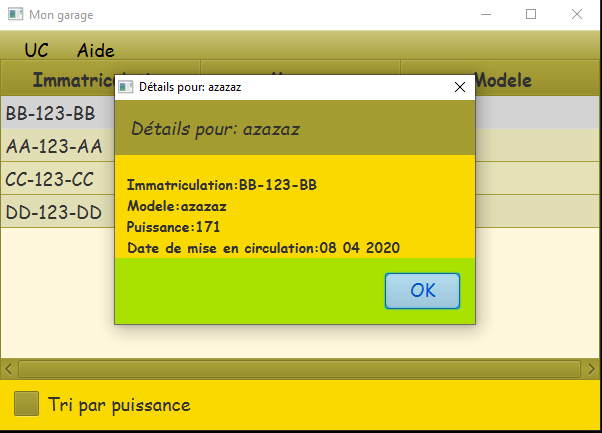 Mon garage
UC Aide
Modele
Détails pour: azazaz
Détails pour: azazaz
Immatriculation:BB-123-BB
Modele:azazaz
Puissance:171
Date de mise en circulation:08 04 2020
OK
BB-123-BB
AA-123-AA
CC-123-CC
DD-123-DD
Tri par puissance